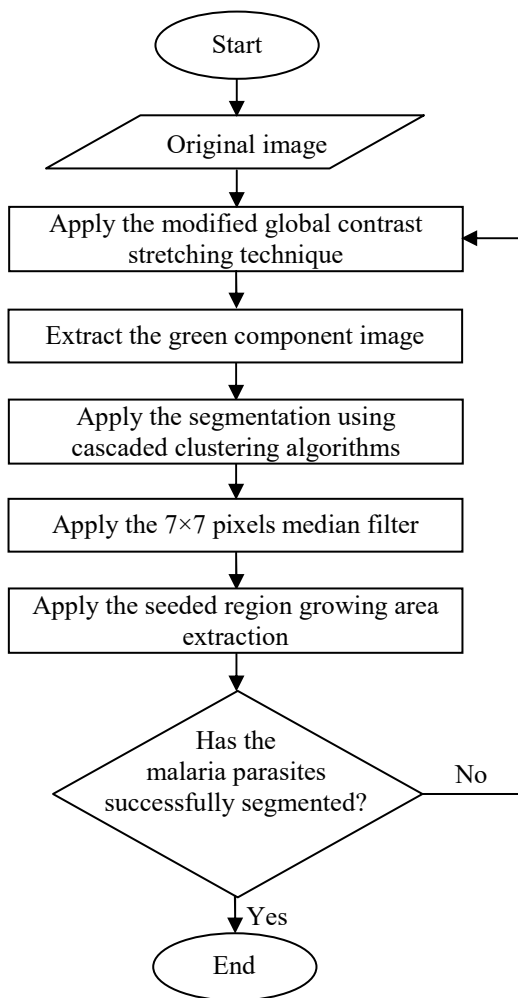 Start
Original image
Apply the modified global contrast
stretching technique
Extract the green component image
Apply the segmentation using
cascaded clustering algorithms
Apply the 7×7 pixels median filter
Apply the seeded region growing area
extraction
Has the
malaria parasites
successfully segmented?
No
Yes
End